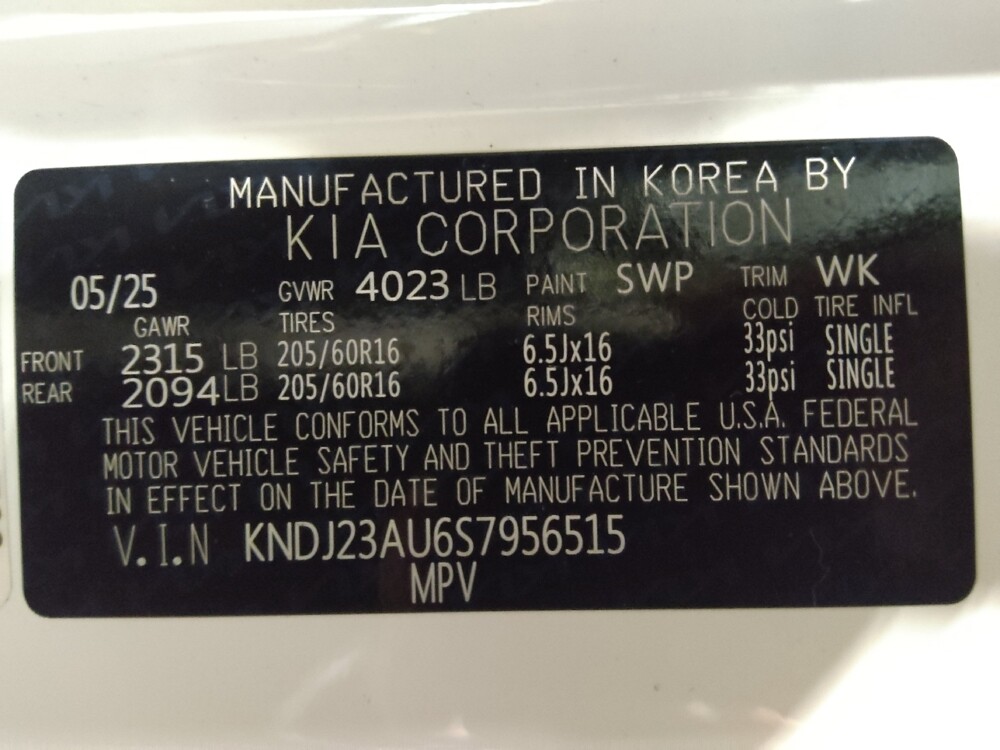 MANUFACTURED IN KOREA BY
KIA CORPORATION
05/25 GVWR 4023 LB PAINT SWP TRIM WK
GAWR TIRES RIMS COLD TIRE INFL
FRONT 2315 LB 205/60R16 6.5Jx16 33psi SINGLE
REAR 2094 LB 205/60R16 6.5Jx16 33psi SINGLE
THIS VEHICLE CONFORMS TO ALL APPLICABLE U.S.A. FEDERAL
MOTOR VEHICLE SAFETY AND THEFT PREVENTION STANDARDS
IN EFFECT ON THE DATE OF MANUFACTURE SHOWN ABOVE.
V.I.N KNDJ23AU6S7956515
MPV